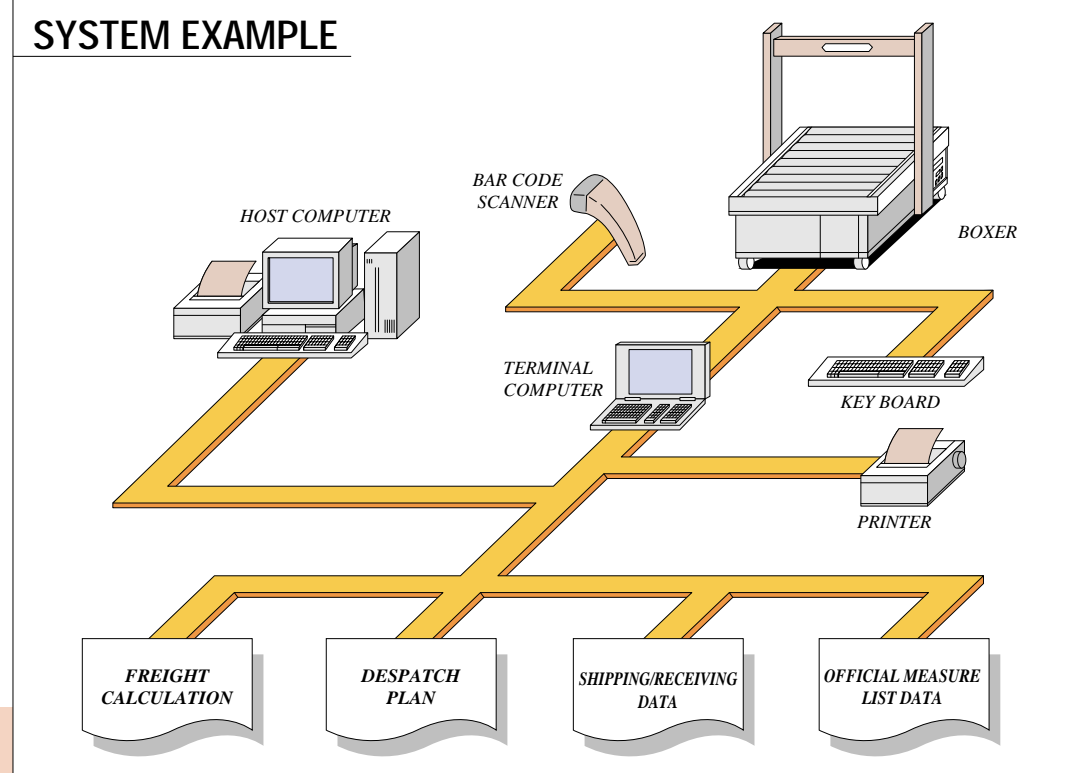 SYSTEM EXAMPLE
BAR CODE
SCANNER
HOST COMPUTER
BOXER
TERMINAL
COMPUTER
KEY BOARD
PRINTER
FREIGHT
CALCULATION
DESPATCH
PLAN
SHIPPING/RECEIVING
DATA
OFFICIAL MEASURE
LIST DATA